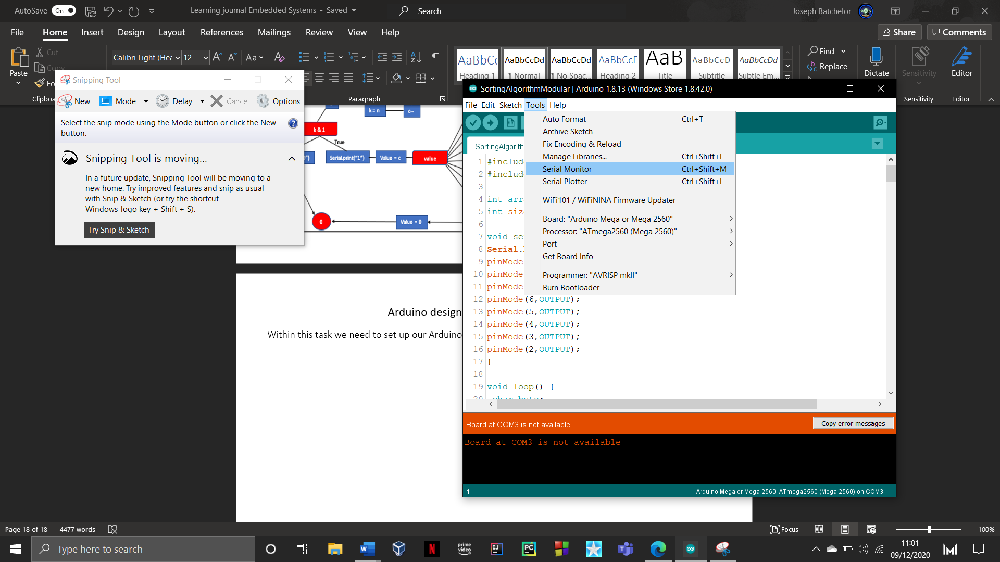 AutoSave On
Learning journal Embedded Systems - Saved
Search
Joseph Batchelor
File Home Insert Design Layout References Mailings Review View Help
Share Comments
Cut
Copy
Paste
Calibri Light (Hea 12
Aa
Paragraph
AaBbCc AaBbCcDd AaBbCcDd AaBbCcD AaB AaBbCcD AaBbCcDd
Heading 1 ¶ Normal ¶ No Spac... Heading 2 Title Subtitle Subtle Em...
Find
Replace
Dictate
Sensitivity
Editor
Sensitivity
Editor
Snipping Tool
New Mode Delay Cancel Options
Select the snip mode using the Mode button or click the New
button.
Snipping Tool is moving...
In a future update, Snipping Tool will be moving to a
new home. Try improved features and snip as usual
with Snip & Sketch (or try the shortcut
Windows logo key + Shift + S).
Try Snip & Sketch
k = n
c--
k & 1
True
Serial.print("1")
Value = c
value
0
Value = 0
Arduino design
Within this task we need to set up our Arduino
SortingAlgorithmModular | Arduino 1.8.13 (Windows Store 1.8.42.0)
File Edit Sketch Tools Help
Auto Format Ctrl+T
Archive Sketch
Fix Encoding & Reload
Manage Libraries... Ctrl+Shift+I
Serial Monitor Ctrl+Shift+M
Serial Plotter Ctrl+Shift+L
WiFi101 / WiFiNINA Firmware Updater
Board: "Arduino Mega or Mega 2560"
Processor: "ATmega2560 (Mega 2560)"
Port
Get Board Info
Programmer: "AVRISP mkII"
Burn Bootloader
SortingAlgorith
1 #includ
2 #includ
3
4 int arr
5 int siz
6
7 void se
8 Serial.
9 pinMode
10 pinMode
11 pinMode
12 pinMode(6,OUTPUT);
13 pinMode(5,OUTPUT);
14 pinMode(4,OUTPUT);
15 pinMode(3,OUTPUT);
16 pinMode(2,OUTPUT);
17 }
18
19 void loop() {
20 char byte;
Board at COM3 is not available
Copy error messages
Board at COM3 is not available
1
Arduino Mega or Mega 2560, ATmega2560 (Mega 2560) on COM3
Page 18 of 18 4477 words
Focus
100%
Type here to search
prime video
11:01
09/12/2020